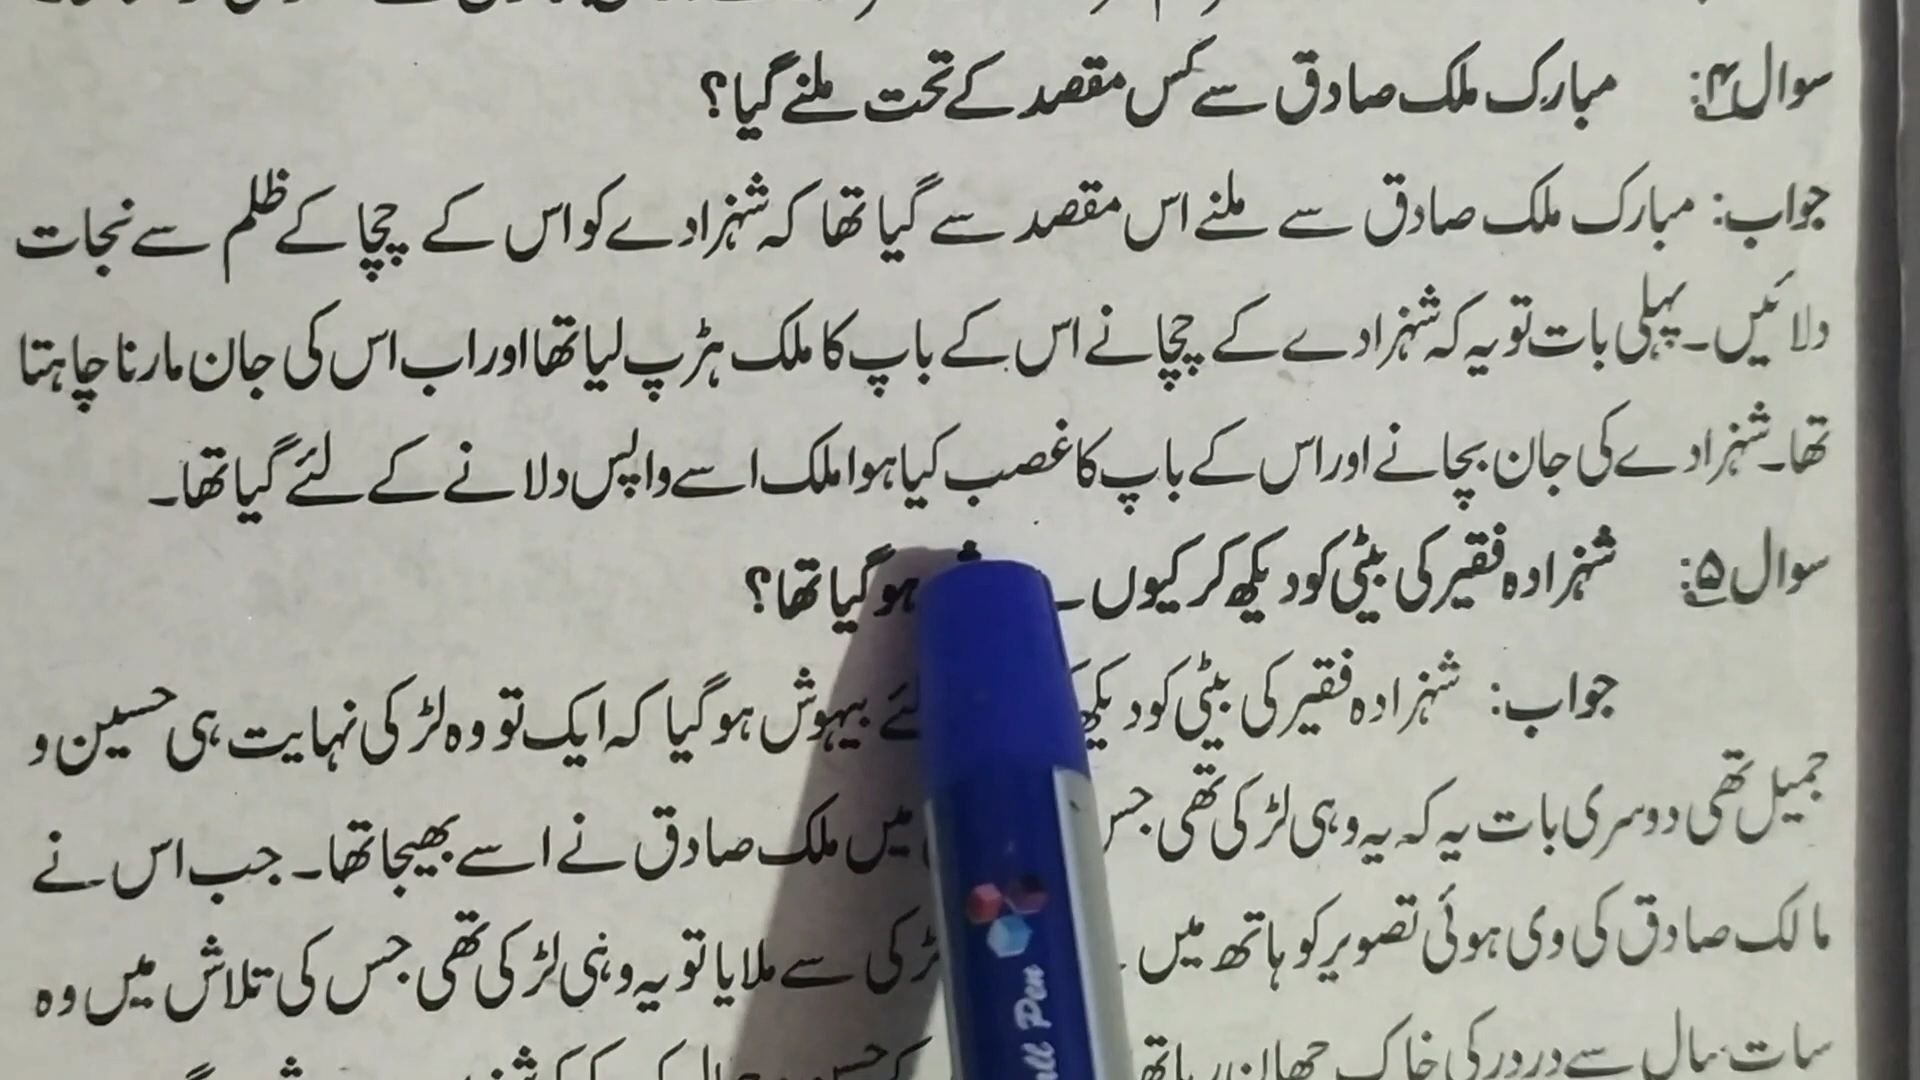 سوال۴: مبارک ملک صادق سے کس مقصد کے تحت ملنے گیا؟
جواب: مبارک ملک صادق سے ملنے اس مقصد سے گیا تھا کہ شہزادے کو اس کے چچا کے ظلم سے نجات
دلائیں۔ پہلی بات تو یہ کہ شہزادے کے چچا نے اس کے باپ کا ملک ہڑپ لیا تھا اور اب اس کی جان مارنا چاہتا
تھا۔ شہزادے کی جان بچانے اور اس کے باپ کا غصب کیا ہوا ملک اسے واپس دلانے کے لئے گیا تھا۔
سوال۵: شہزادہ فقیر کی بیٹی کو دیکھ کر کیوں ہو گیا تھا؟
جواب: شہزادہ فقیر کی بیٹی کو دیکھ لئے بیہوش ہو گیا کہ ایک تو وہ لڑکی نہایت ہی حسین و
جمیل تھی دوسری بات یہ کہ یہ وہی لڑکی تھی جس میں ملک صادق نے اسے بھیجا تھا۔ جب اس نے
مالک صادق کی دی ہوئی تصویر کو ہاتھ میں لڑکی سے ملایا تو یہ وہی لڑکی تھی جس کی تلاش میں وہ
سات سال سے در در کی خاک چھان رہا تھا
Pen